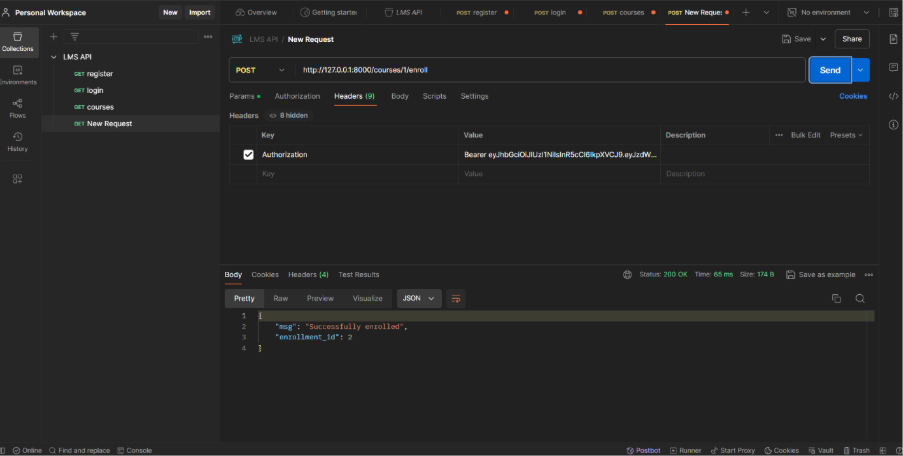 Personal Workspace New Import Overview Getting starte LMS API POST register POST login POST courses POST New Reques No environment
Collections LMS API / New Request Save Share
LMS API
GET register POST http://127.0.0.1:8000/courses/1/enroll Send
Environments
GET login Params Authorization Headers (9) Body Scripts Settings Cookies
GET courses
Flows Headers 8 hidden
GET New Request
Key Value Description Bulk Edit Presets
History
Authorization Bearer eyJhbGciOiJIUzI1NiIsInR5cCI6IkpXVCJ9.eyJzdW...
Key Value Description
Body Cookies Headers (4) Test Results Status: 200 OK Time: 65 ms Size: 174 B Save as example
Pretty Raw Preview Visualize JSON
1 {
2 "msg": "Successfully enrolled",
3 "enrollment_id": 2
4 }
Online Find and replace Console Postbot Runner Start Proxy Cookies Vault Trash